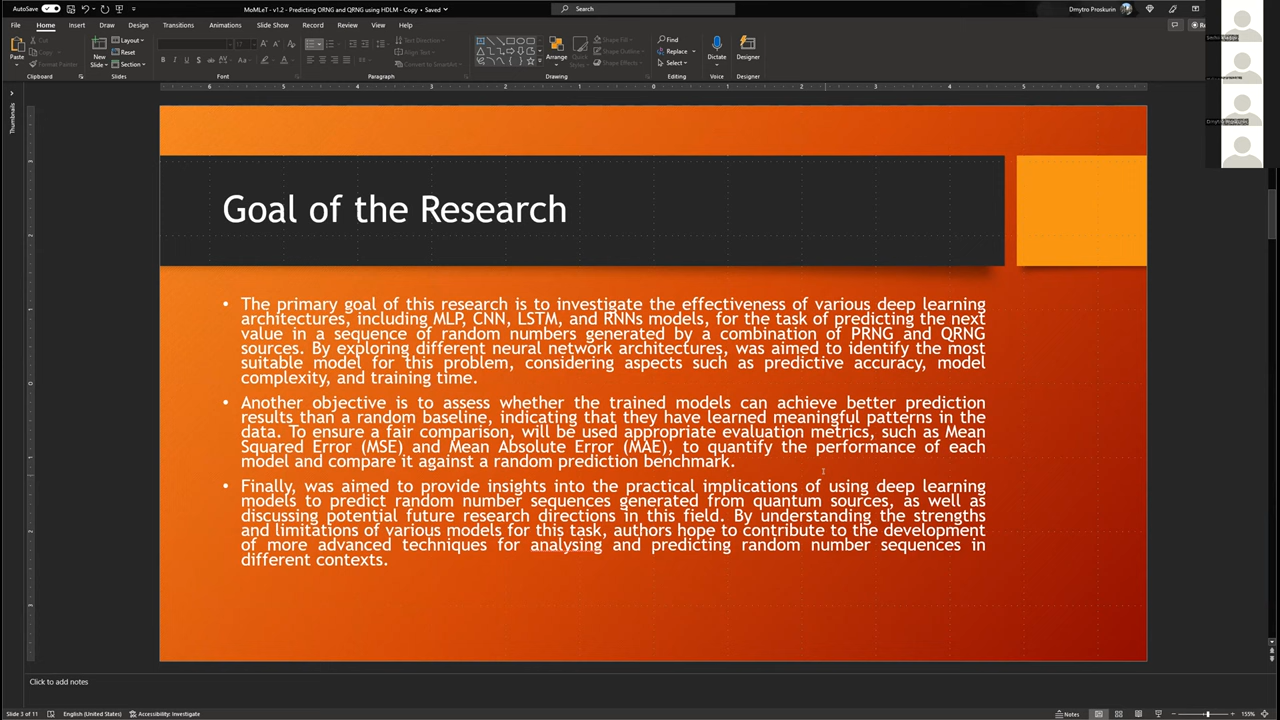 AutoSave
On
MoMLeT - v1.2 - Predicting QRNG and QRNG using HDLM - Copy • Saved
Search
Dmytro Proskurin
File Home Insert Draw Design Transitions Animations Slide Show Record Review View Help
Paste
Cut
Copy
Format Painter
Clipboard
New Slide
Layout
Reset
Section
Slides
Font
Paragraph
Text Direction
Align Text
Convert to SmartArt
Arrange
Quick Styles
Shape Fill
Shape Outline
Shape Effects
Drawing
Find
Replace
Select
Editing
Dictate
Voice
Designer
Designer
Thumbnails
Dmytro Proskurin
Goal of the Research
• The primary goal of this research is to investigate the effectiveness of various deep learning
architectures, including MLP, CNN, LSTM, and RNNs models, for the task of predicting the next
value in a sequence of random numbers generated by a combination of PRNG and QRNG
sources. By exploring different neural network architectures, was aimed to identify the most
suitable model for this problem, considering aspects such as predictive accuracy, model
complexity, and training time.
• Another objective is to assess whether the trained models can achieve better prediction
results than a random baseline, indicating that they have learned meaningful patterns in the
data. To ensure a fair comparison, will be used appropriate evaluation metrics, such as Mean
Squared Error (MSE) and Mean Absolute Error (MAE), to quantify the performance of each
model and compare it against a random prediction benchmark.
• Finally, was aimed to provide insights into the practical implications of using deep learning
models to predict random number sequences generated from quantum sources, as well as
discussing potential future research directions in this field. By understanding the strengths
and limitations of various models for this task, authors hope to contribute to the development
of more advanced techniques for analysing and predicting random number sequences in
different contexts.
Click to add notes
Slide 3 of 11
English (United States)
Accessibility: Investigate
Notes
155%